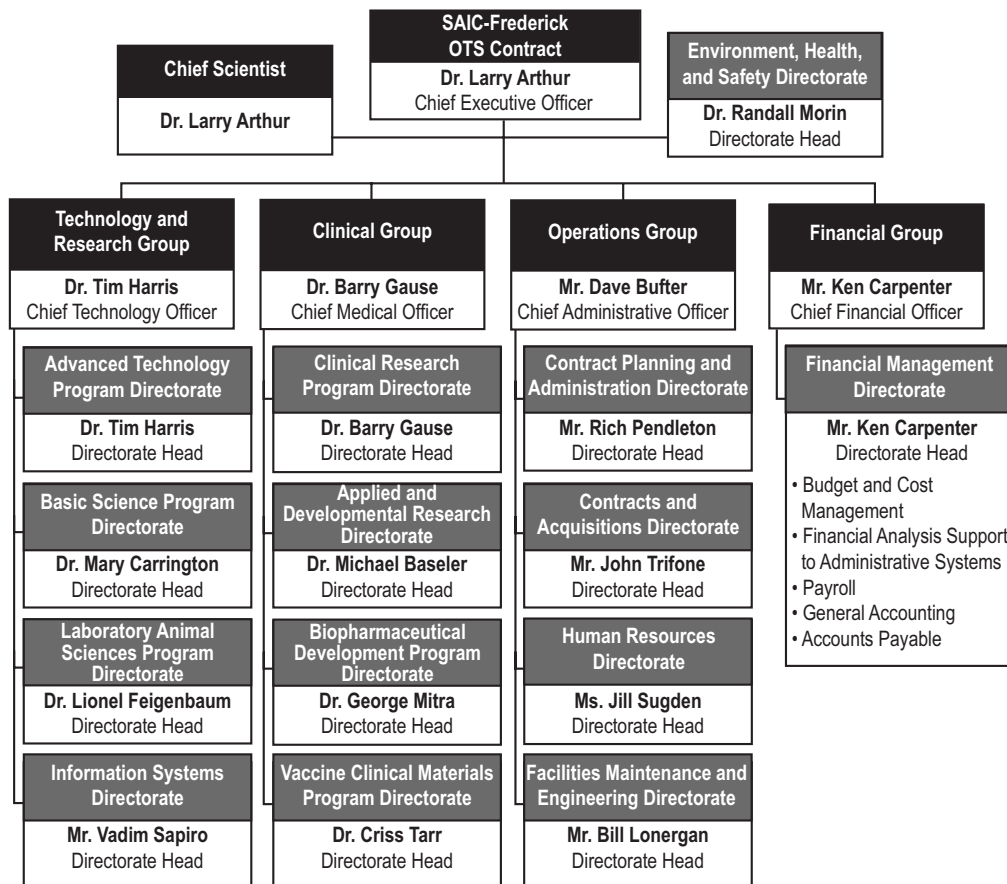 SAIC-Frederick
OTS Contract
Dr. Larry Arthur
Chief Executive Officer
Chief Scientist
Dr. Larry Arthur
Environment, Health,
and Safety Directorate
Dr. Randall Morin
Directorate Head
Technology and
Research Group
Dr. Tim Harris
Chief Technology Officer
Advanced Technology
Program Directorate
Dr. Tim Harris
Directorate Head
Basic Science Program
Directorate
Dr. Mary Carrington
Directorate Head
Laboratory Animal
Sciences Program
Directorate
Dr. Lionel Feigenbaum
Directorate Head
Information Systems
Directorate
Mr. Vadim Sapiro
Directorate Head
Clinical Group
Dr. Barry Gause
Chief Medical Officer
Clinical Research
Program Directorate
Dr. Barry Gause
Directorate Head
Applied and
Developmental Research
Directorate
Dr. Michael Baseler
Directorate Head
Biopharmaceutical
Development Program
Directorate
Dr. George Mitra
Directorate Head
Vaccine Clinical Materials
Program Directorate
Dr. Criss Tarr
Directorate Head
Operations Group
Mr. Dave Bufter
Chief Administrative Officer
Contract Planning and
Administration Directorate
Mr. Rich Pendleton
Directorate Head
Contracts and
Acquisitions Directorate
Mr. John Trifone
Directorate Head
Human Resources
Directorate
Ms. Jill Sugden
Directorate Head
Facilities Maintenance and
Engineering Directorate
Mr. Bill Lonergan
Directorate Head
Financial Group
Mr. Ken Carpenter
Chief Financial Officer
Financial Management
Directorate
Mr. Ken Carpenter
Directorate Head
• Budget and Cost
Management
• Financial Analysis Support
to Administrative Systems
• Payroll
• General Accounting
• Accounts Payable